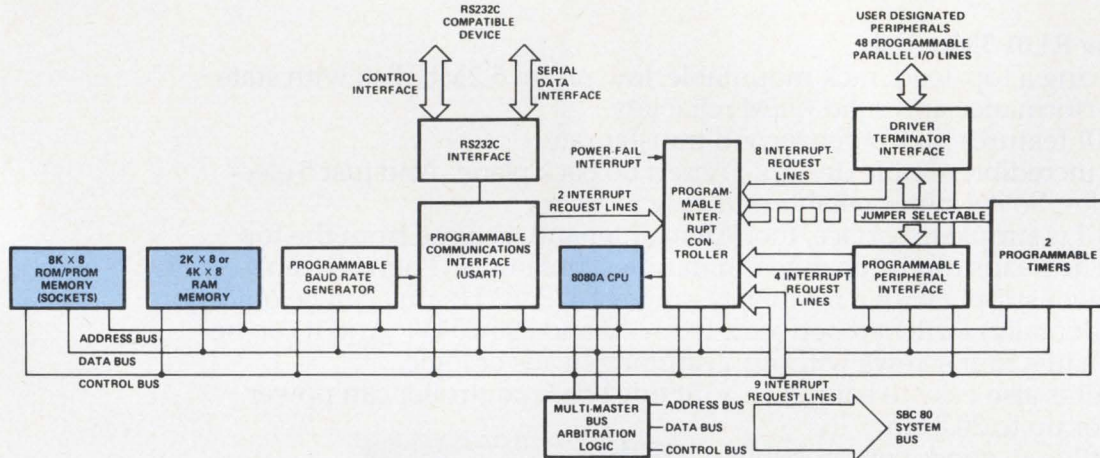 RS232C
COMPATIBLE
DEVICE
CONTROL
INTERFACE
SERIAL
DATA
INTERFACE
USER DESIGNATED
PERIPHERALS
48 PROGRAMMABLE
PARALLEL I/O LINES
RS232C
INTERFACE
POWER-FAIL
INTERRUPT
8 INTERRUPT-
REQUEST
LINES
DRIVER
TERMINATOR
INTERFACE
2 INTERRUPT
REQUEST LINES
PROGRAM-
MABLE
INTER-
RUPT CON-
TROLLER
JUMPER SELECTABLE
8K × 8
ROM/PROM
MEMORY
(SOCKETS)
2K × 8 or
4K × 8
RAM
MEMORY
PROGRAMMABLE
BAUD RATE
GENERATOR
PROGRAMMABLE
COMMUNICATIONS
INTERFACE
(USART)
8080A CPU
4 INTERRUPT
REQUEST
LINES
PROGRAMMABLE
PERIPHERAL
INTERFACE
2
PROGRAMMABLE
TIMERS
ADDRESS BUS
DATA BUS
CONTROL BUS
MULTI-MASTER
BUS
ARBITRATION
LOGIC
ADDRESS BUS
DATA BUS
CONTROL BUS
9 INTERRUPT
REQUEST LINES
SBC 80
SYSTEM
BUS